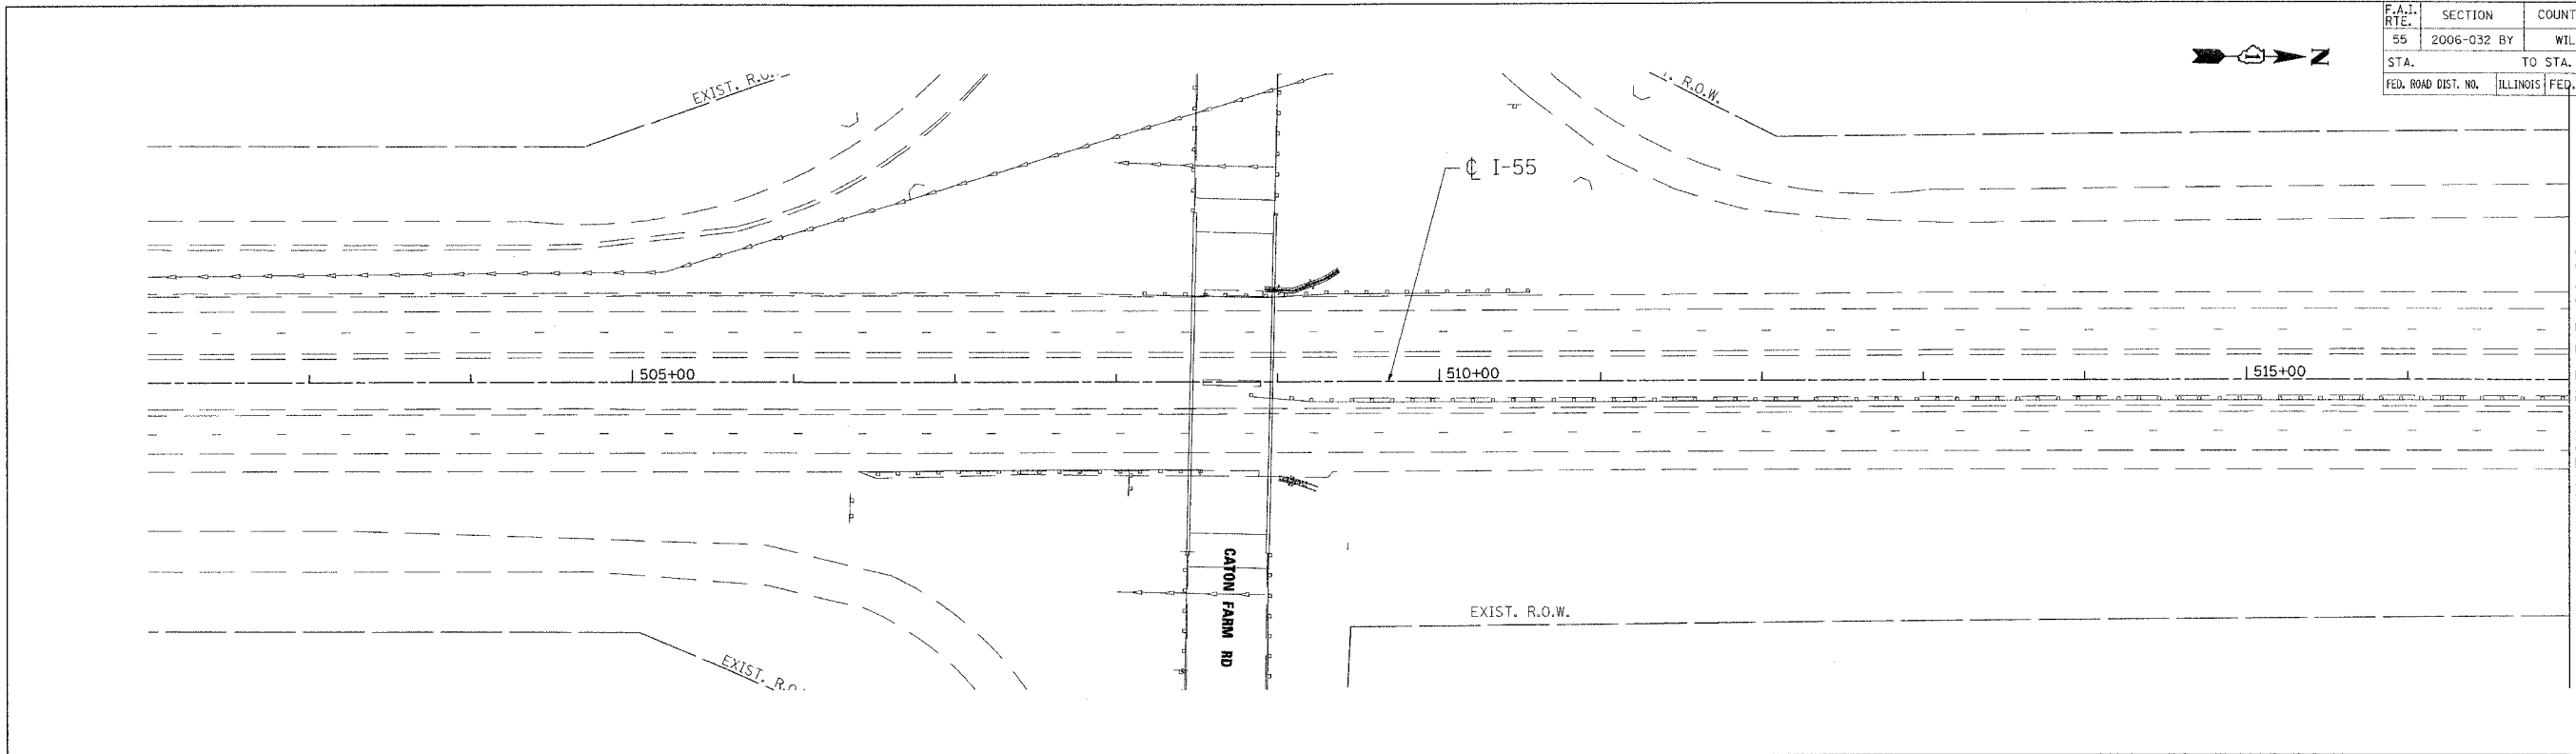 F.A.I. RTE. SECTION COUNT
55 2006-032 BY WIL
STA. TO STA.
FED. ROAD DIST. NO. ILLINOIS FED.
N
EXIST. R.O.
R.O.W.
℄ I-55
505+00 510+00 515+00
CATON FARM RD
EXIST. R.O.W.
EXIST. R.O.